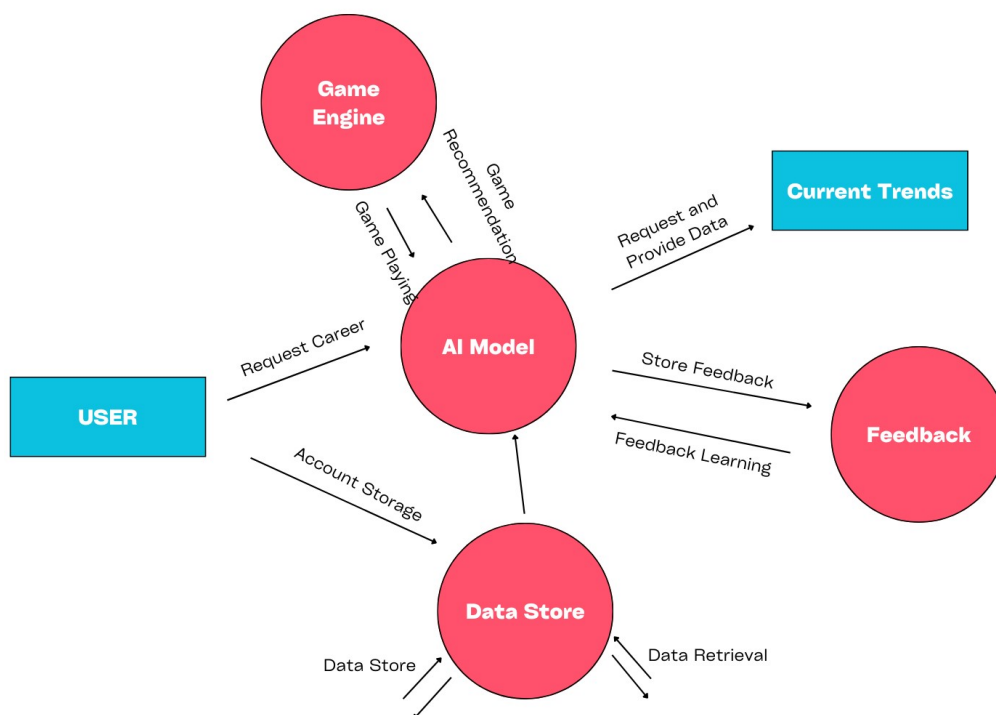 Game
Engine
Game
Recommendation
Game Playing
Current Trends
Request and
Provide Data
AI Model
Request Career
USER
Store Feedback
Feedback
Feedback Learning
Account Storage
Data Store
Data Store
Data Retrieval